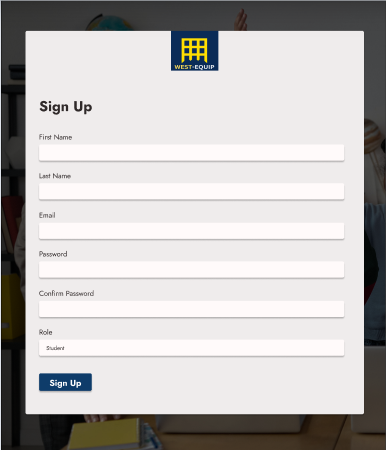 WEST-EQUIP
Sign Up
First Name
Last Name
Email
Password
Confirm Password
Role
Student
Sign Up